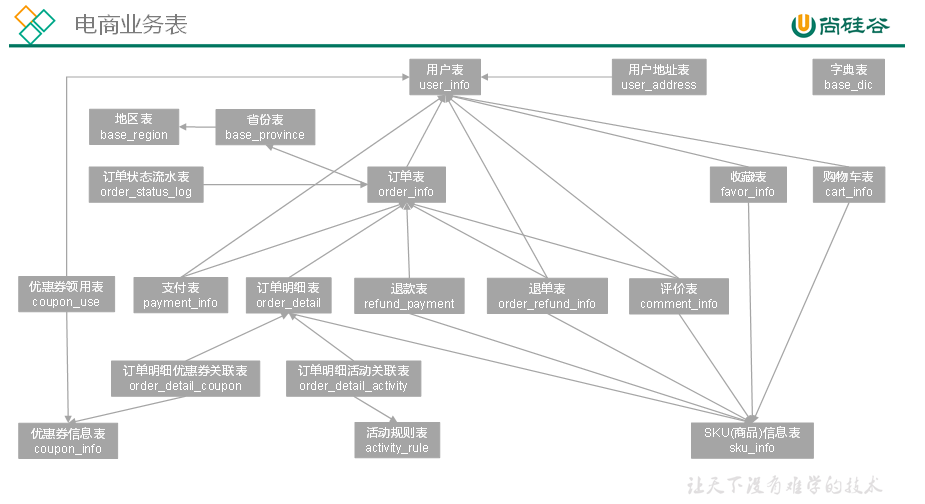 电商业务表
尚硅谷
用户表
user_info
用户地址表
user_address
字典表
base_dic
地区表
base_region
省份表
base_province
订单状态流水表
order_status_log
订单表
order_info
收藏表
favor_info
购物车表
cart_info
优惠券领用表
coupon_use
支付表
payment_info
订单明细表
order_detail
退款表
refund_payment
退单表
order_refund_info
评价表
comment_info
订单明细优惠券关联表
order_detail_coupon
订单明细活动关联表
order_detail_activity
优惠券信息表
coupon_info
活动规则表
activity_rule
SKU(商品)信息表
sku_info
让天下没有难学的技术